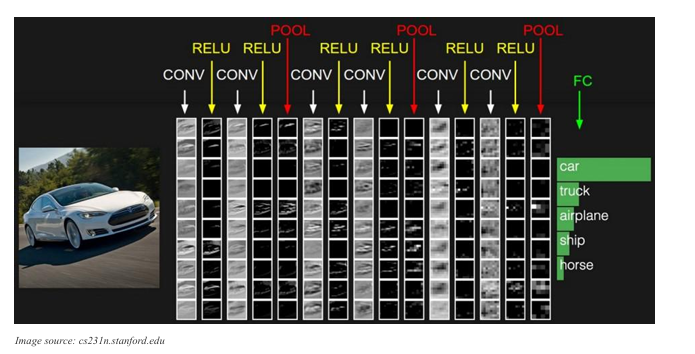 POOL POOL POOL
RELU RELU RELU RELU RELU RELU
CONV CONV CONV CONV CONV CONV
FC
car
truck
airplane
ship
horse
Image source: cs231n.stanford.edu